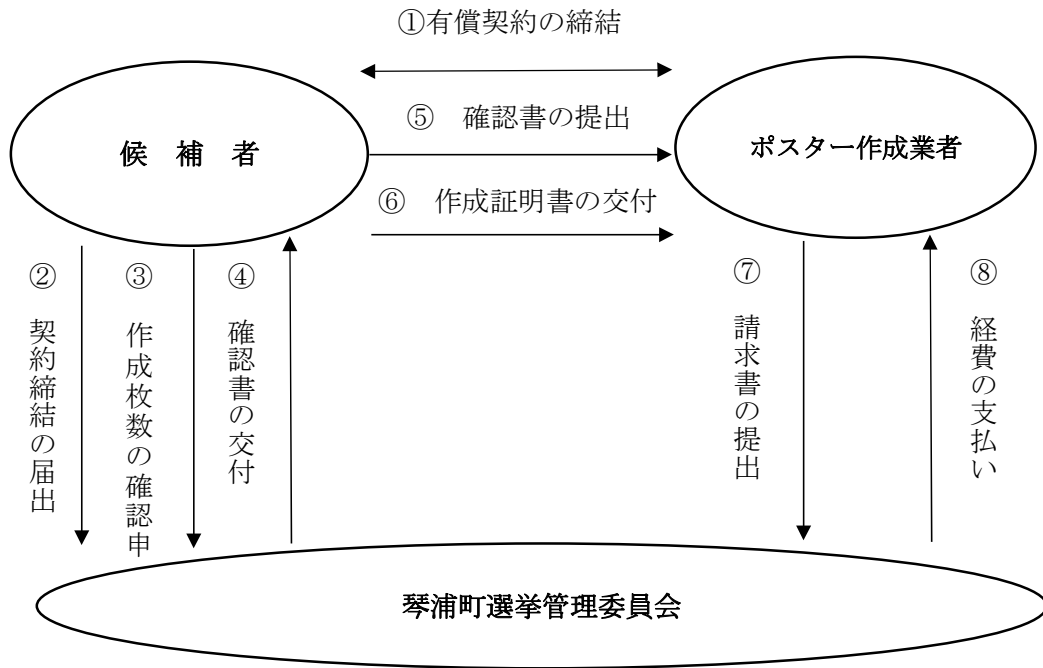 ①有償契約の締結
候　補　者
⑤　確認書の提出
ポスター作成業者
⑥　作成証明書の交付
②　契約締結の届出
③　作成枚数の確認申
④　確認書の交付
⑦　請求書の提出
⑧　経費の支払い
琴浦町選挙管理委員会